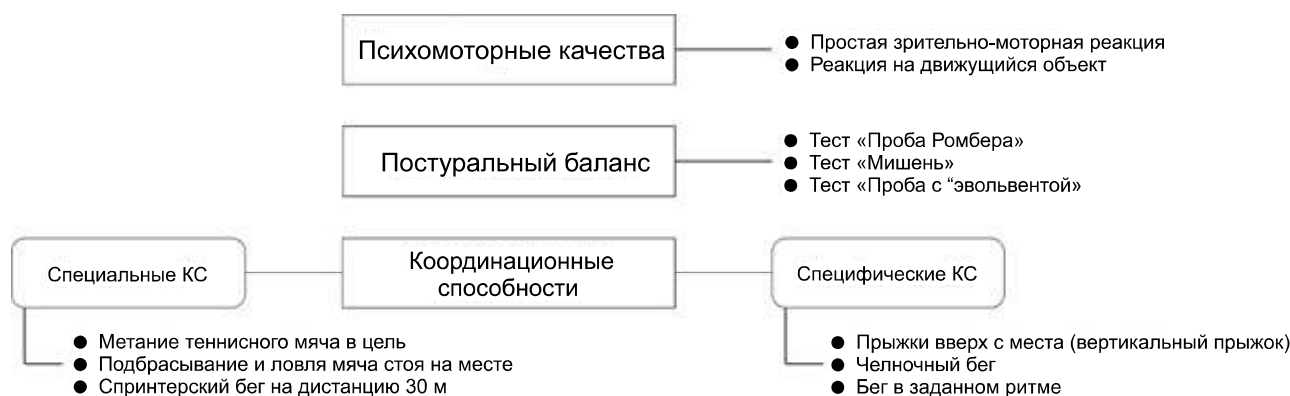 Психомоторные качества
● Простая зрительно-моторная реакция
● Реакция на движущийся объект
Постуральный баланс
● Тест «Проба Ромбера»
● Тест «Мишень»
● Тест «Проба с “эвольвентой»
Специальные КС
Координационные
способности
Специфические КС
● Метание теннисного мяча в цель
● Подбрасывание и ловля мяча стоя на месте
● Спринтерский бег на дистанцию 30 м
● Прыжки вверх с места (вертикальный прыжок)
● Челночный бег
● Бег в заданном ритме